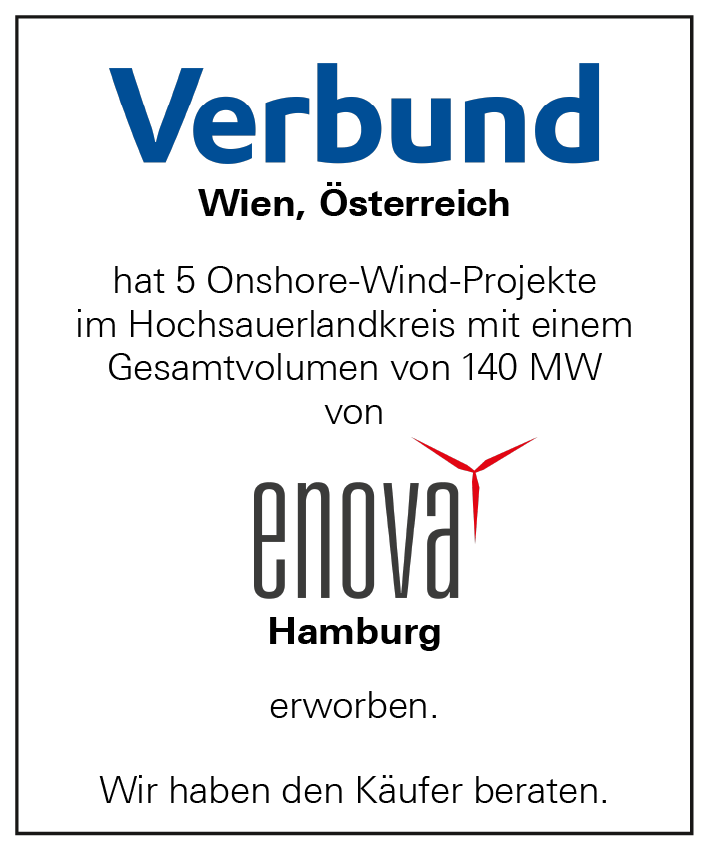 Verbund
Wien, Österreich
hat 5 Onshore-Wind-Projekte
im Hochsauerlandkreis mit einem
Gesamtvolumen von 140 MW
von
enova
Hamburg
erworben.
Wir haben den Käufer beraten.